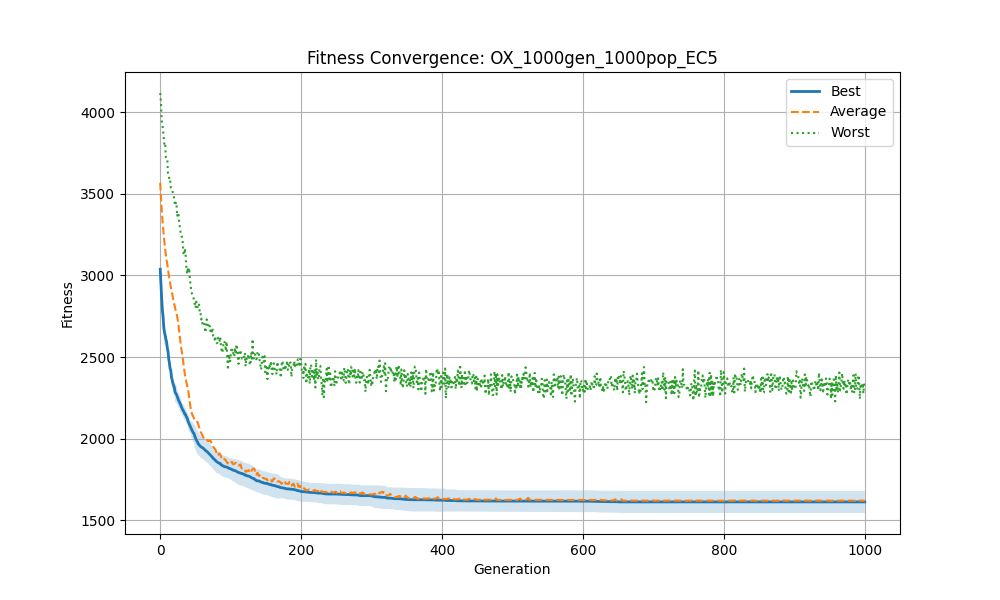 Fitness Convergence: OX_1000gen_1000pop_EC5
Best
Average
Worst
4000
3500
3000
2500
2000
1500
Fitness
0 200 400 600 800 1000
Generation